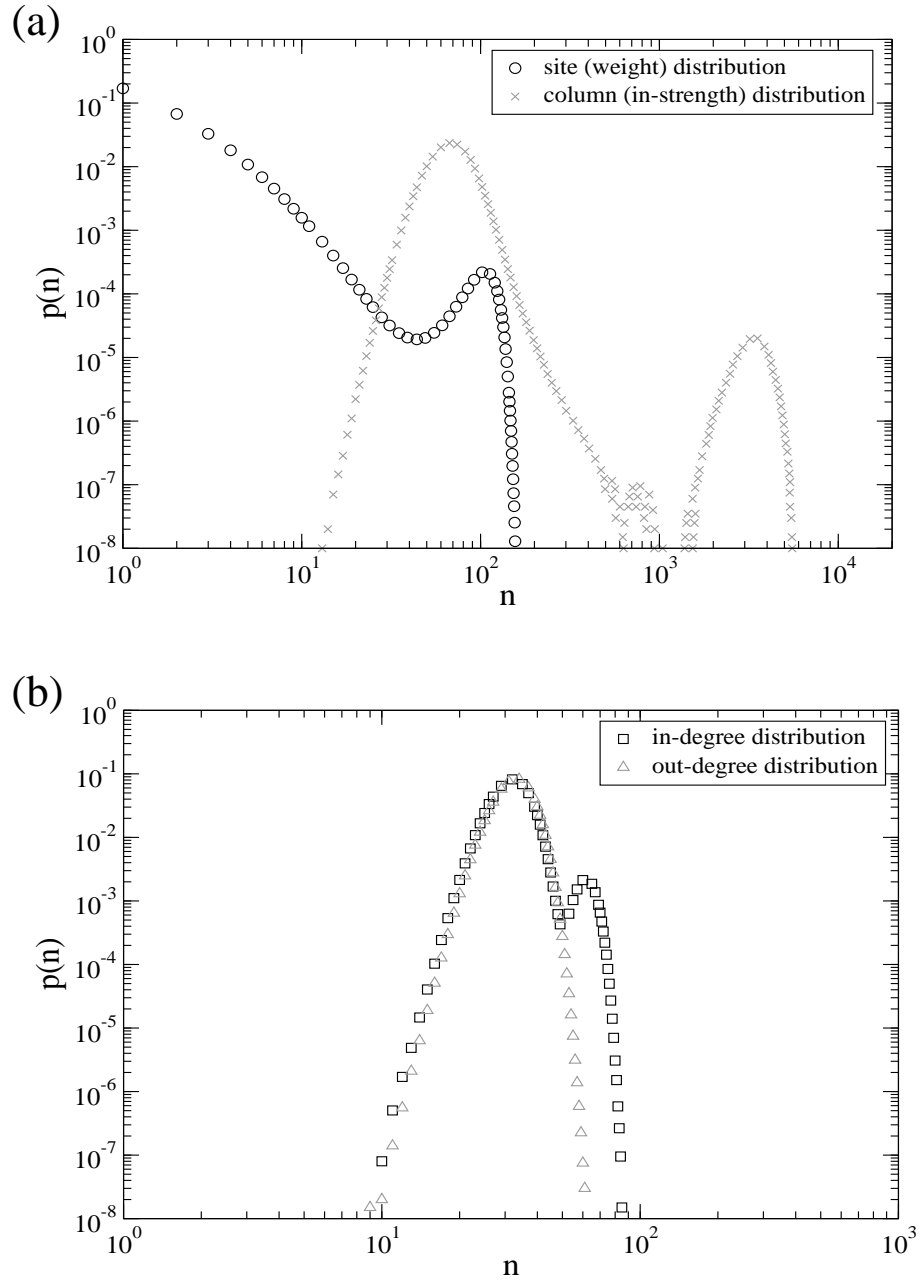 (a)
10^0
10^-1
10^-2
10^-3
10^-4
10^-5
10^-6
10^-7
10^-8
p(n)
site (weight) distribution
column (in-strength) distribution
10^0 10^1 10^2 10^3 10^4
n
(b)
10^0
10^-1
10^-2
10^-3
10^-4
10^-5
10^-6
10^-7
10^-8
p(n)
in-degree distribution
out-degree distribution
10^0 10^1 10^2 10^3
n